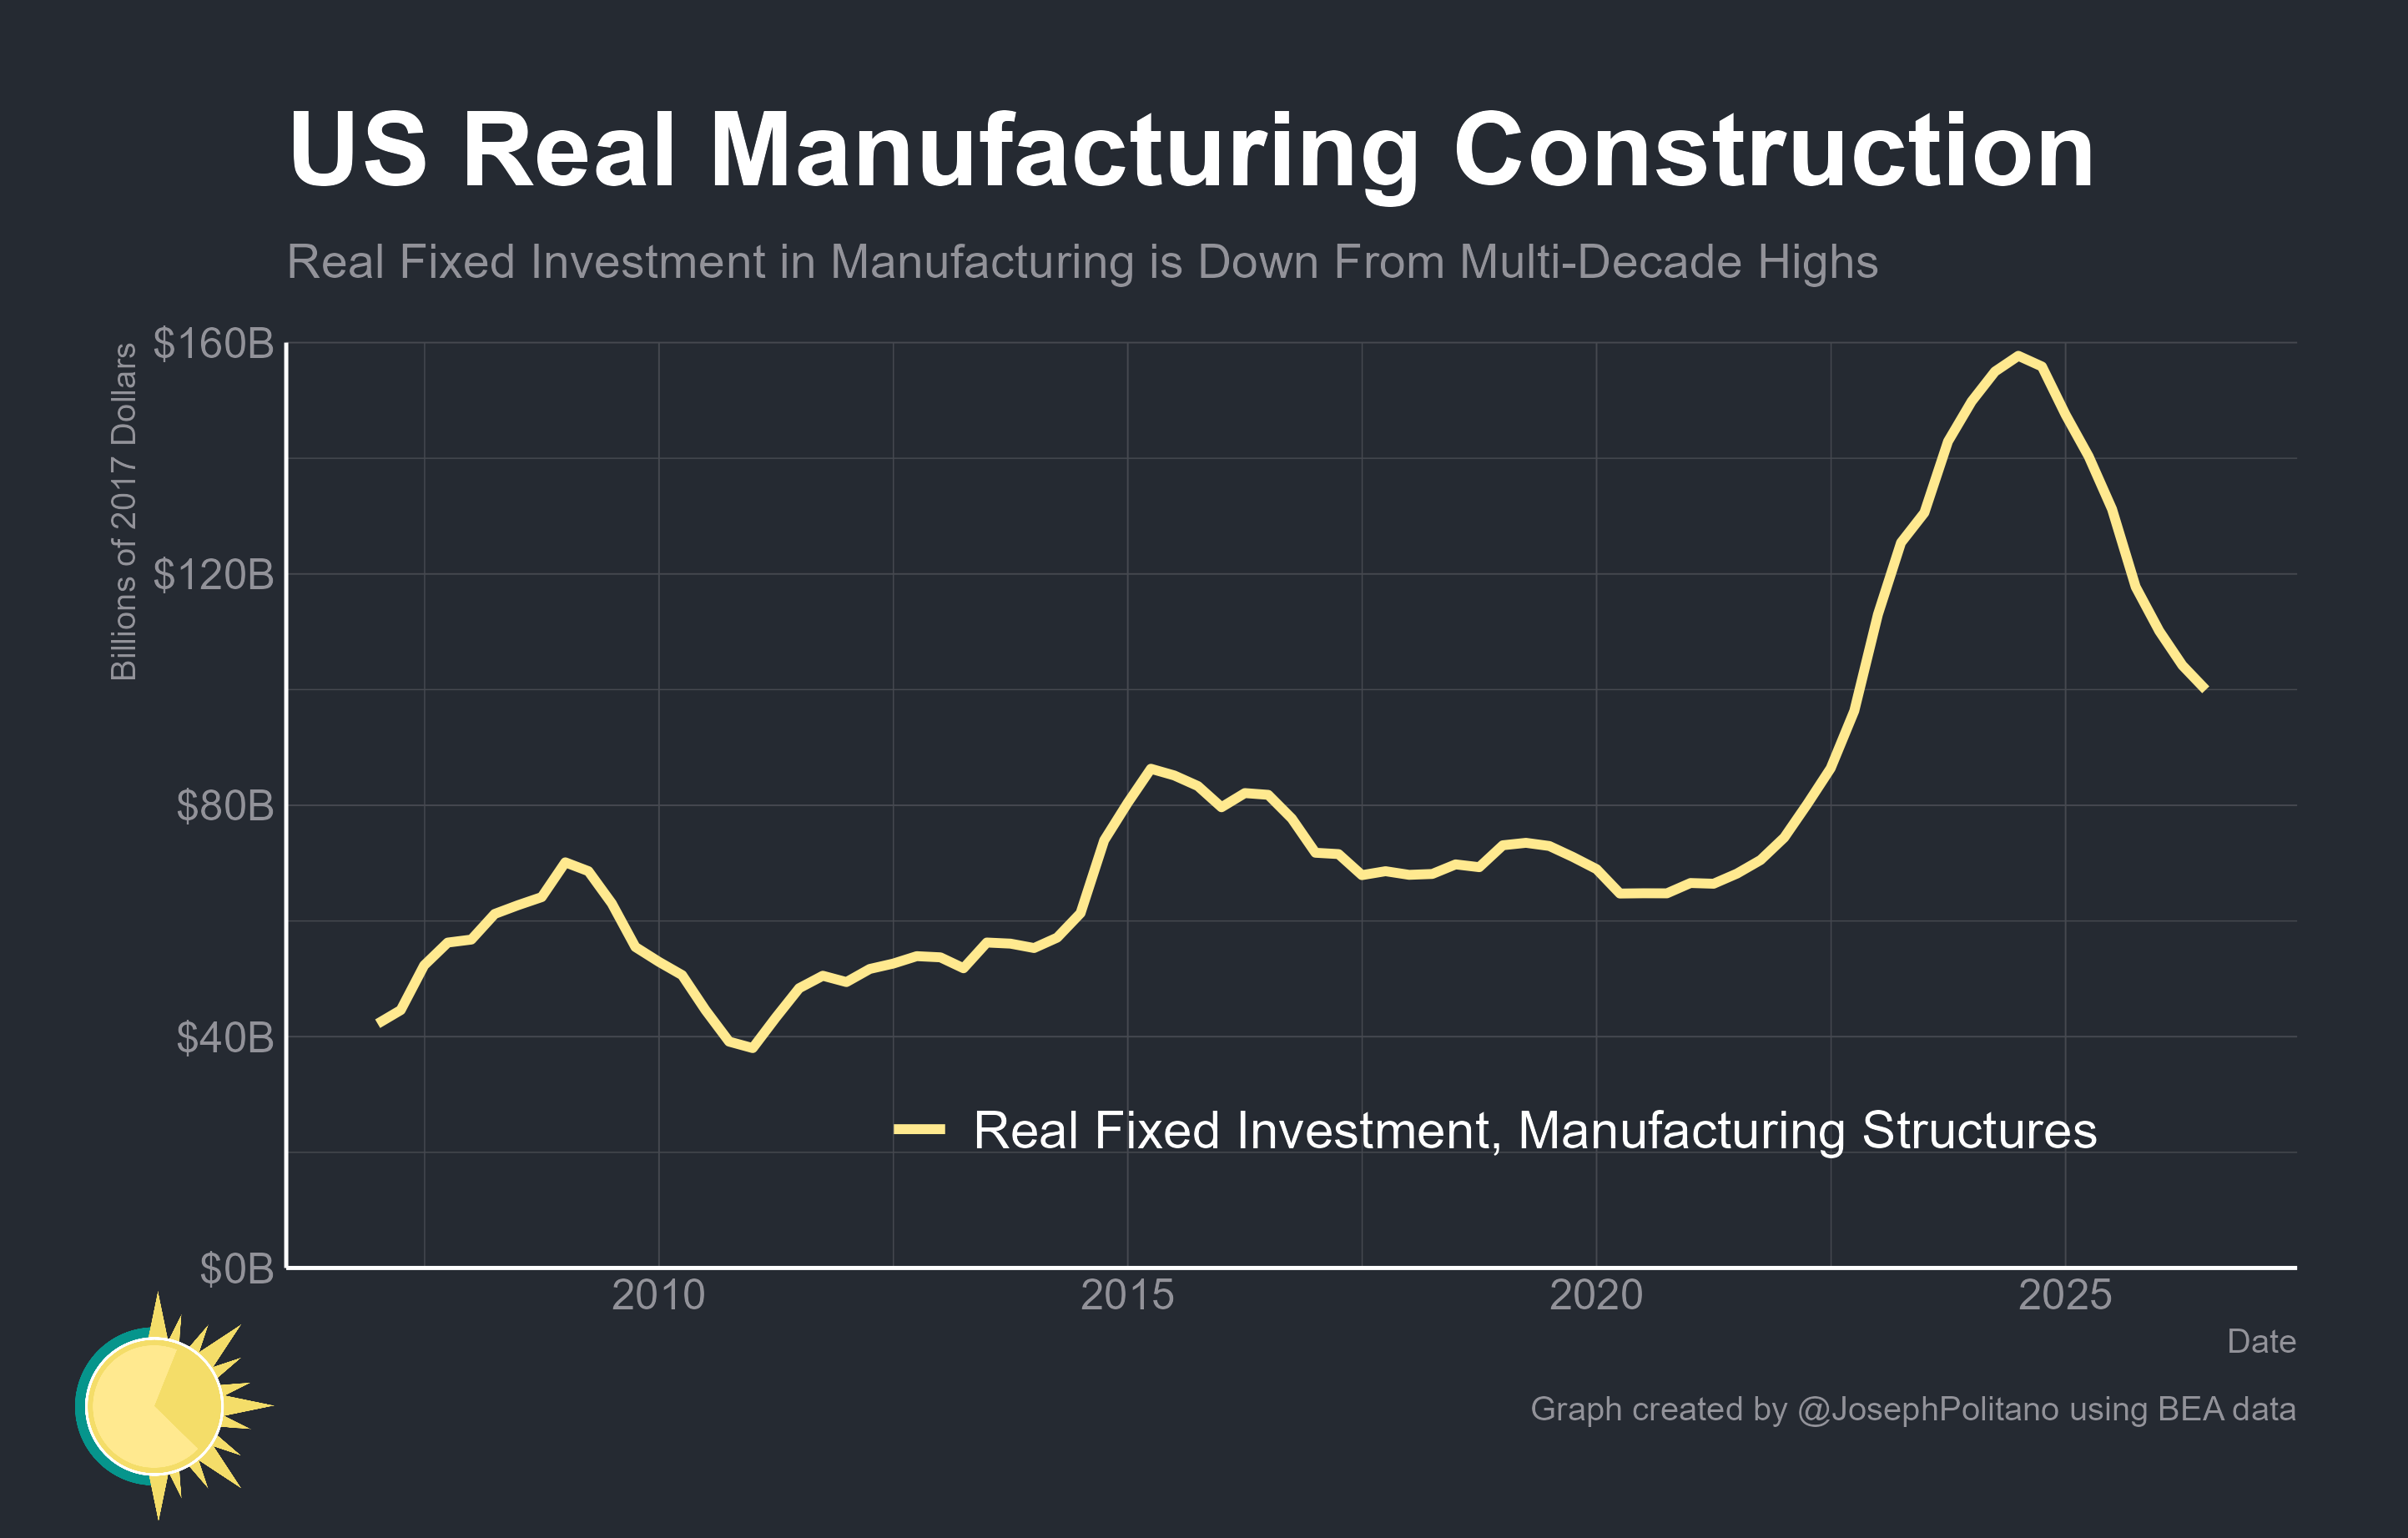 US Real Manufacturing Construction
Real Fixed Investment in Manufacturing is Down From Multi-Decade Highs
Billions of 2017 Dollars
$160B
$120B
$80B
$40B
$0B
Real Fixed Investment, Manufacturing Structures
2010 2015 2020 2025
Date
Graph created by @JosephPolitano using BEA data